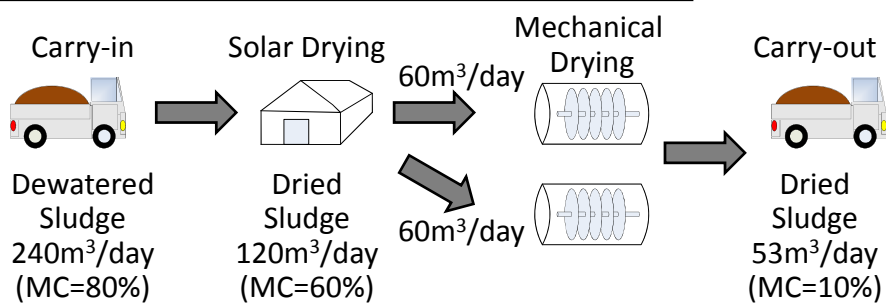 Carry-in
Solar Drying
Mechanical
Drying
Carry-out
60m³/day
60m³/day
Dewatered
Sludge
240m³/day
(MC=80%)
Dried
Sludge
120m³/day
(MC=60%)
Dried
Sludge
53m³/day
(MC=10%)